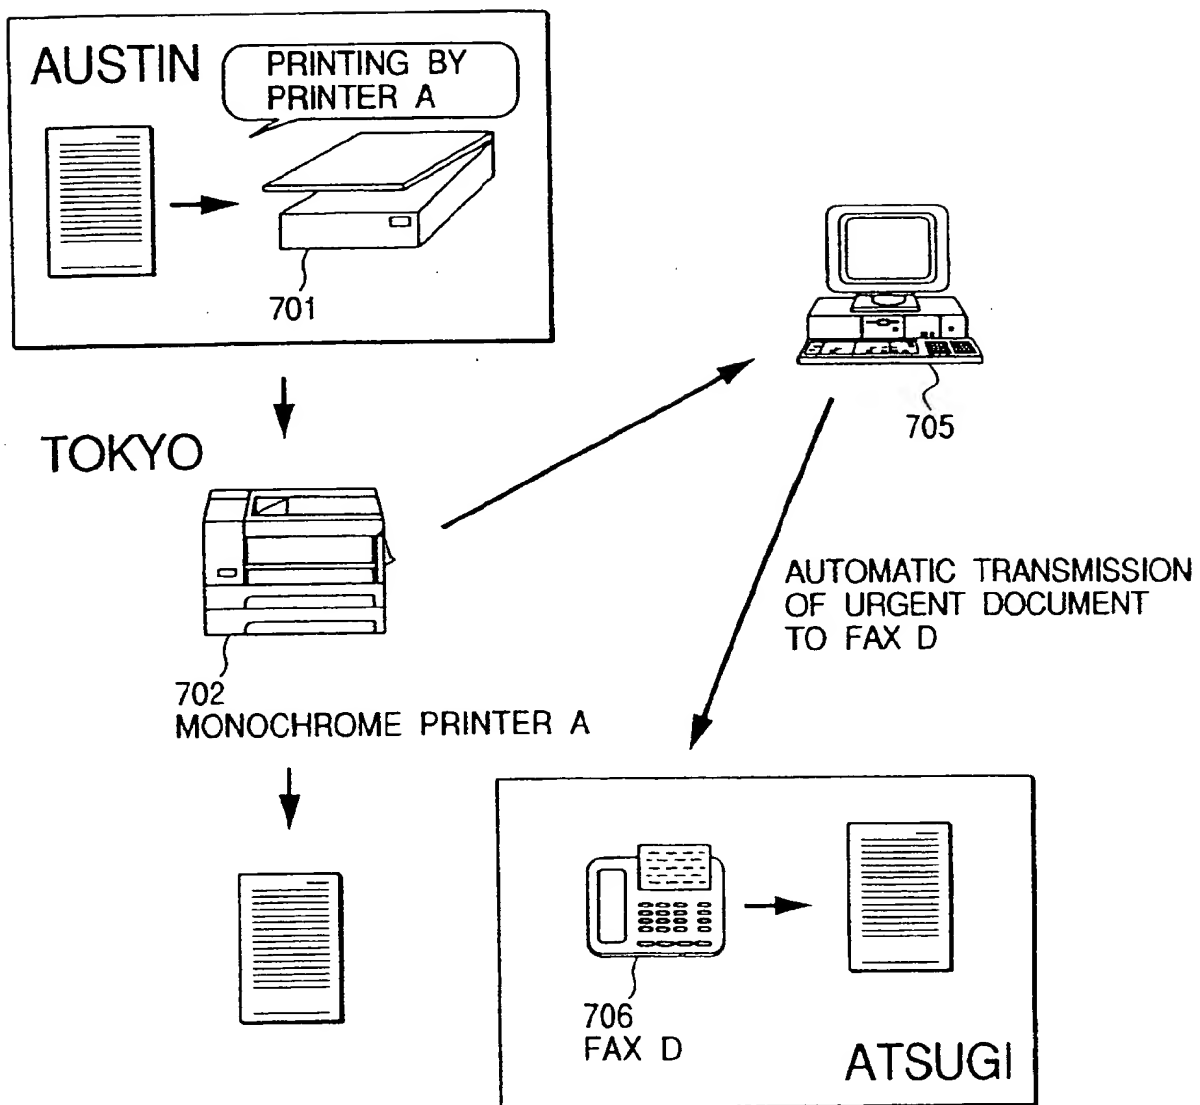 AUSTIN
PRINTING BY
PRINTER A
701
TOKYO
705
702
MONOCHROME PRINTER A
AUTOMATIC TRANSMISSION
OF URGENT DOCUMENT
TO FAX D
706
FAX D
ATSUGI